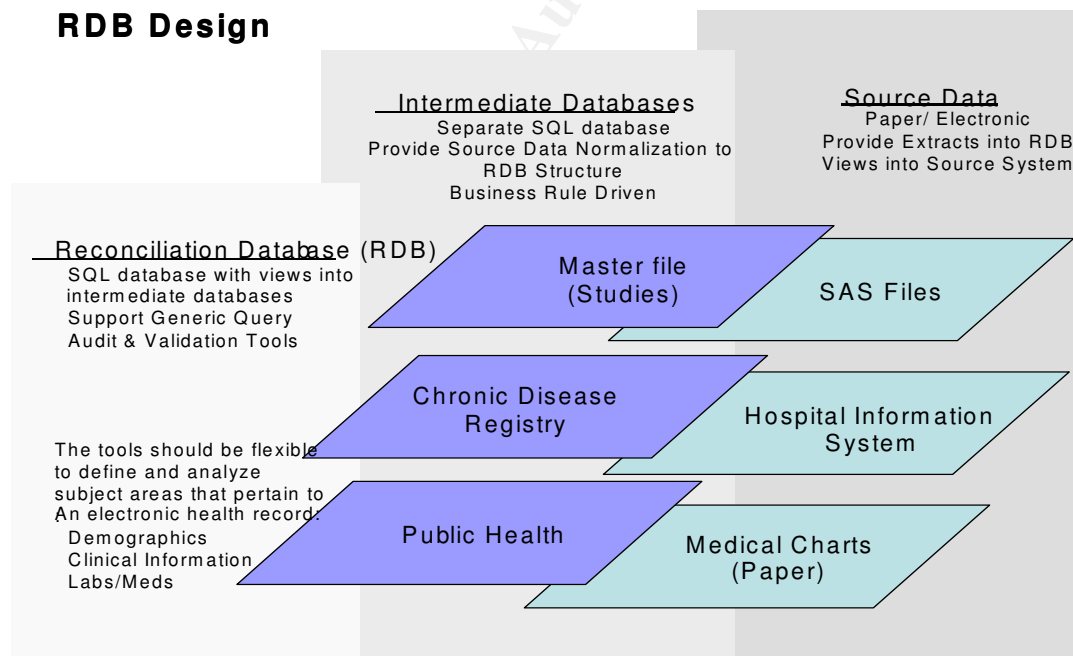 RDB Design
Au
Intermediate Databases
Separate SQL database
Provide Source Data Normalization to
RDB Structure
Business Rule Driven
Source Data
Paper/ Electronic
Provide Extracts into RDB
Views into Source System
Reconciliation Database (RDB)
SQL database with views into
intermediate databases
Support Generic Query
Audit & Validation Tools
The tools should be flexible
to define and analyze
subject areas that pertain to
An electronic health record:
Demographics
Clinical Information
Labs/Meds
Master file
(Studies)
SAS Files
Chronic Disease
Registry
Hospital Information
System
Public Health
Medical Charts
(Paper)